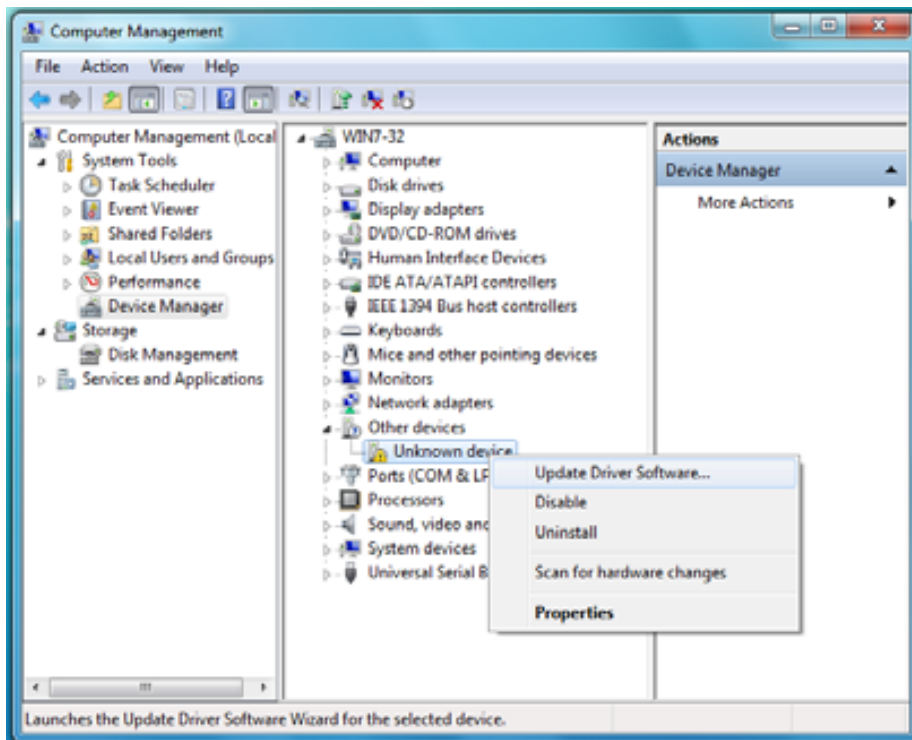 Computer Management
File Action View Help
Computer Management (Local
System Tools
Task Scheduler
Event Viewer
Shared Folders
Local Users and Groups
Performance
Device Manager
Storage
Disk Management
Services and Applications
WIN7-32
Computer
Disk drives
Display adapters
DVD/CD-ROM drives
Human Interface Devices
IDE ATA/ATAPI controllers
IEEE 1394 Bus host controllers
Keyboards
Mice and other pointing devices
Monitors
Network adapters
Other devices
Unknown device
Ports (COM & LP
Processors
Sound, video and
System devices
Universal Serial B
Update Driver Software...
Disable
Uninstall
Scan for hardware changes
Properties
Actions
Device Manager
More Actions
Launches the Update Driver Software Wizard for the selected device.